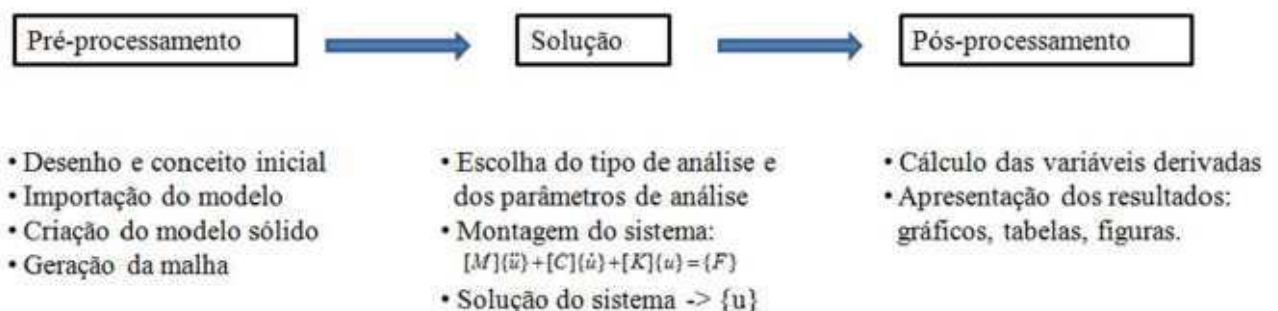 Pré-processamento
Solução
Pós-processamento
• Desenho e conceito inicial
• Importação do modelo
• Criação do modelo sólido
• Geração da malha
• Escolha do tipo de análise e
dos parâmetros de análise
• Montagem do sistema:
[M]{ü}+[C]{u̇}+[K]{u}={F}
• Solução do sistema -> {u}
• Cálculo das variáveis derivadas
• Apresentação dos resultados:
gráficos, tabelas, figuras.